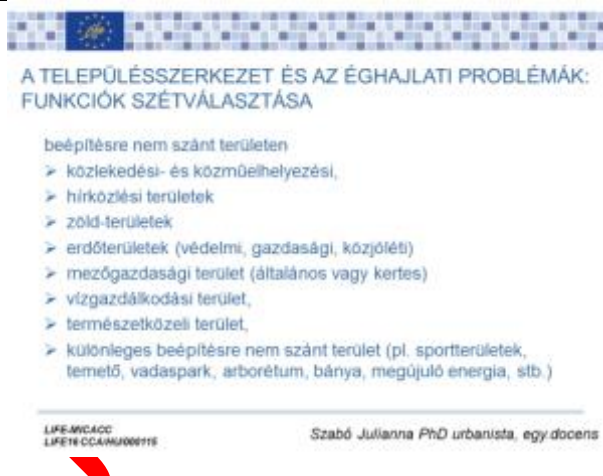 A TELEPÜLÉSSZERKEZET ÉS AZ ÉGHAJLATI PROBLÉMÁK:
FUNKCIÓK SZÉTVÁLASZTÁSA
beépítésre nem szánt területen
➢ közlekedési- és közműelhelyezési,
➢ hírközlési területek
➢ zöld-területek
➢ erdőterületek (védelmi, gazdasági, közjóléti)
➢ mezőgazdasági terület (általános vagy kertes)
➢ vízgazdálkodási terület,
➢ természetközeli terület,
➢ különleges beépítésre nem szánt terület (pl. sportterületek,
temető, vadaspark, arborétum, bánya, megújuló energia, stb.)
LIFE-MICACC
LIFE16 CCA/HU/000115
Szabó Julianna PhD urbanista, egy.docens